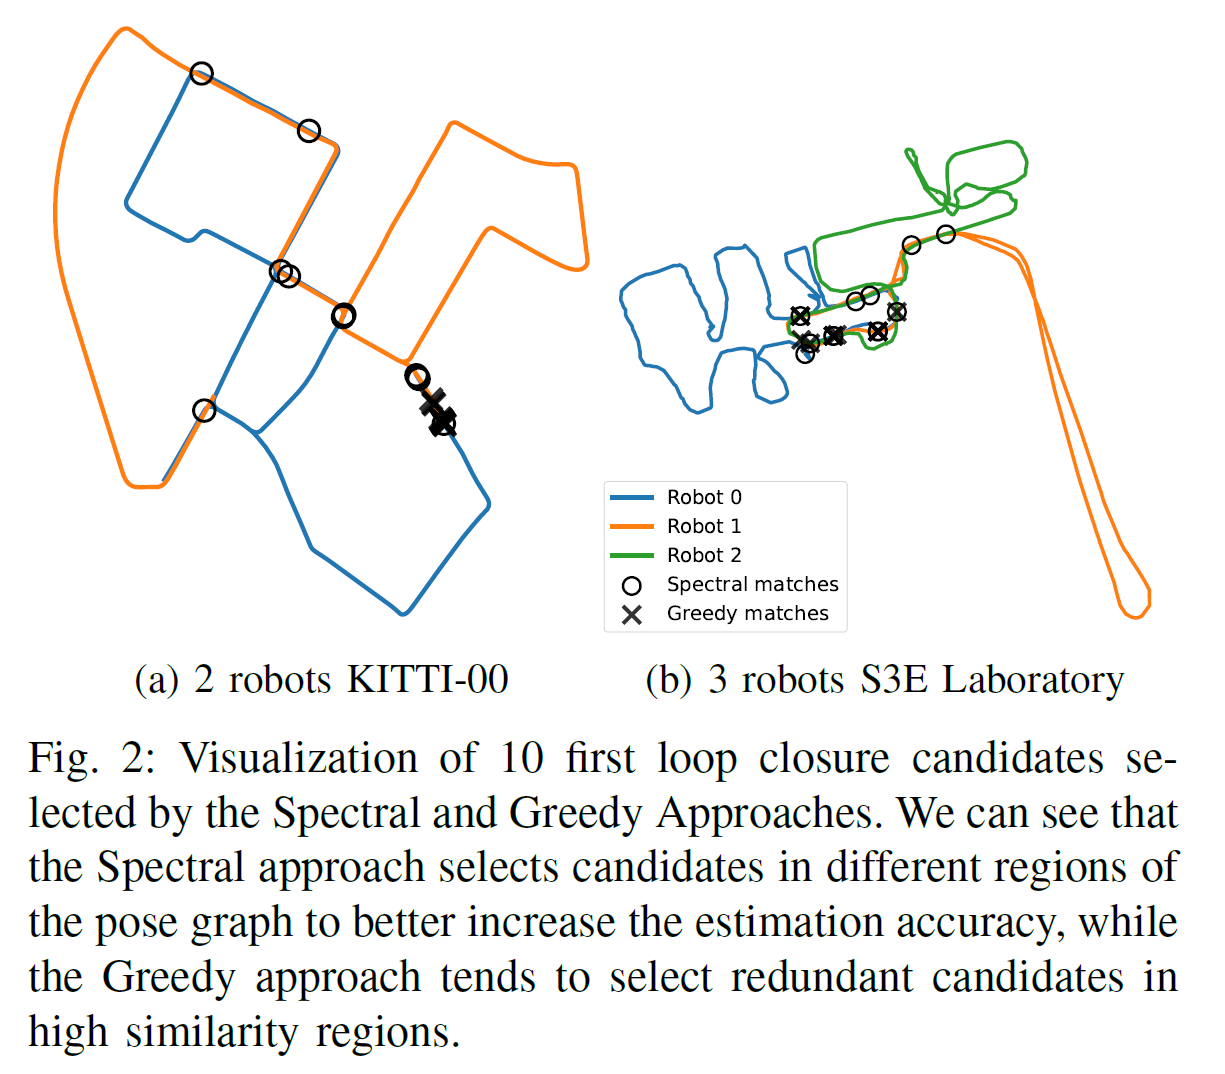 Robot 0
Robot 1
Robot 2
Spectral matches
Greedy matches
(a) 2 robots KITTI-00
(b) 3 robots S3E Laboratory
Fig. 2: Visualization of 10 first loop closure candidates se-
lected by the Spectral and Greedy Approaches. We can see that
the Spectral approach selects candidates in different regions of
the pose graph to better increase the estimation accuracy, while
the Greedy approach tends to select redundant candidates in
high similarity regions.